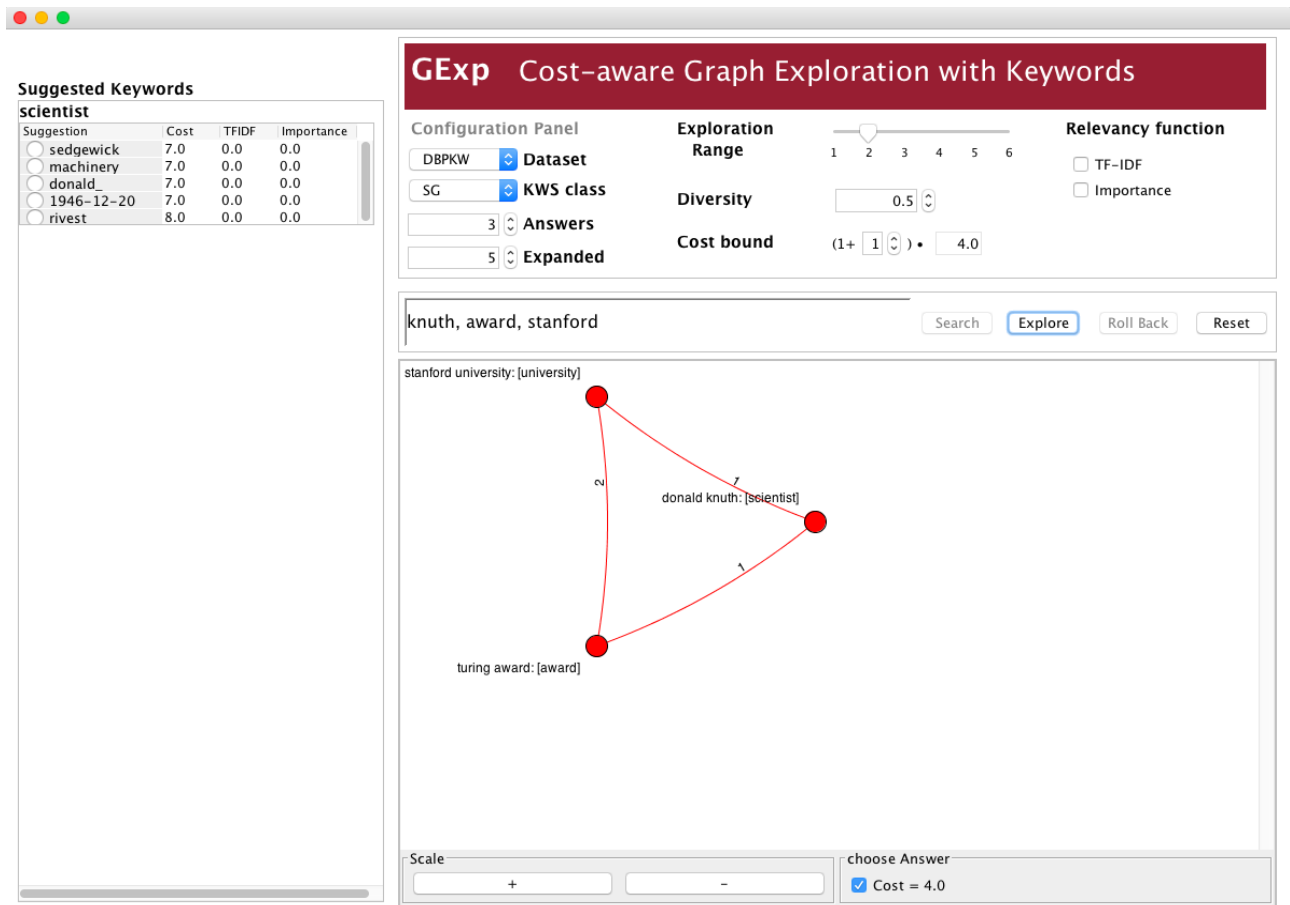 GExp Cost-aware Graph Exploration with Keywords
Suggested Keywords
scientist
Suggestion Cost TFIDF Importance
sedgewick 7.0 0.0 0.0
machinery 7.0 0.0 0.0
donald_ 7.0 0.0 0.0
1946-12-20 7.0 0.0 0.0
rivest 8.0 0.0 0.0
Configuration Panel
DBPKW Dataset
SG KWS class
3 Answers
5 Expanded
Exploration
Range
1 2 3 4 5 6
Diversity 0.5
Cost bound (1+ 1 ) • 4.0
Relevancy function
TF-IDF
Importance
knuth, award, stanford
Search Explore Roll Back Reset
stanford university: [university]
2
1
donald knuth: [scientist]
1
turing award: [award]
Scale
+ -
choose Answer
Cost = 4.0